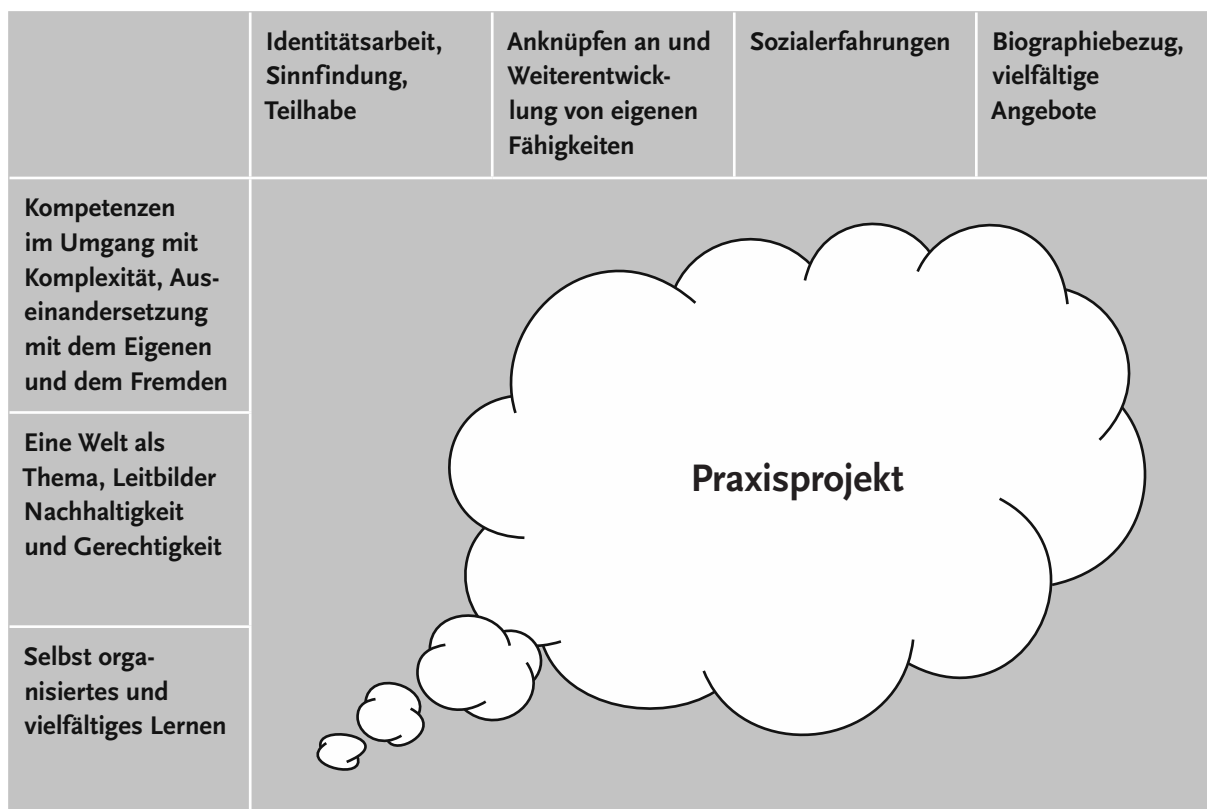 Identitätsarbeit,
Sinnfindung,
Teilhabe
Anknüpfen an und
Weiterentwick-
lung von eigenen
Fähigkeiten
Sozialerfahrungen
Biographiebezug,
vielfältige
Angebote
Kompetenzen
im Umgang mit
Komplexität, Aus-
einandersetzung
mit dem Eigenen
und dem Fremden
Eine Welt als
Thema, Leitbilder
Nachhaltigkeit
und Gerechtigkeit
Selbst orga-
nisiertes und
vielfältiges Lernen
Praxisprojekt